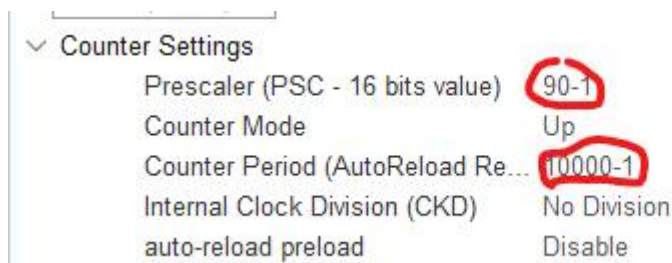 Counter Settings
Prescaler (PSC - 16 bits value) 90-1
Counter Mode Up
Counter Period (AutoReload Re... 10000-1
Internal Clock Division (CKD) No Division
auto-reload preload Disable